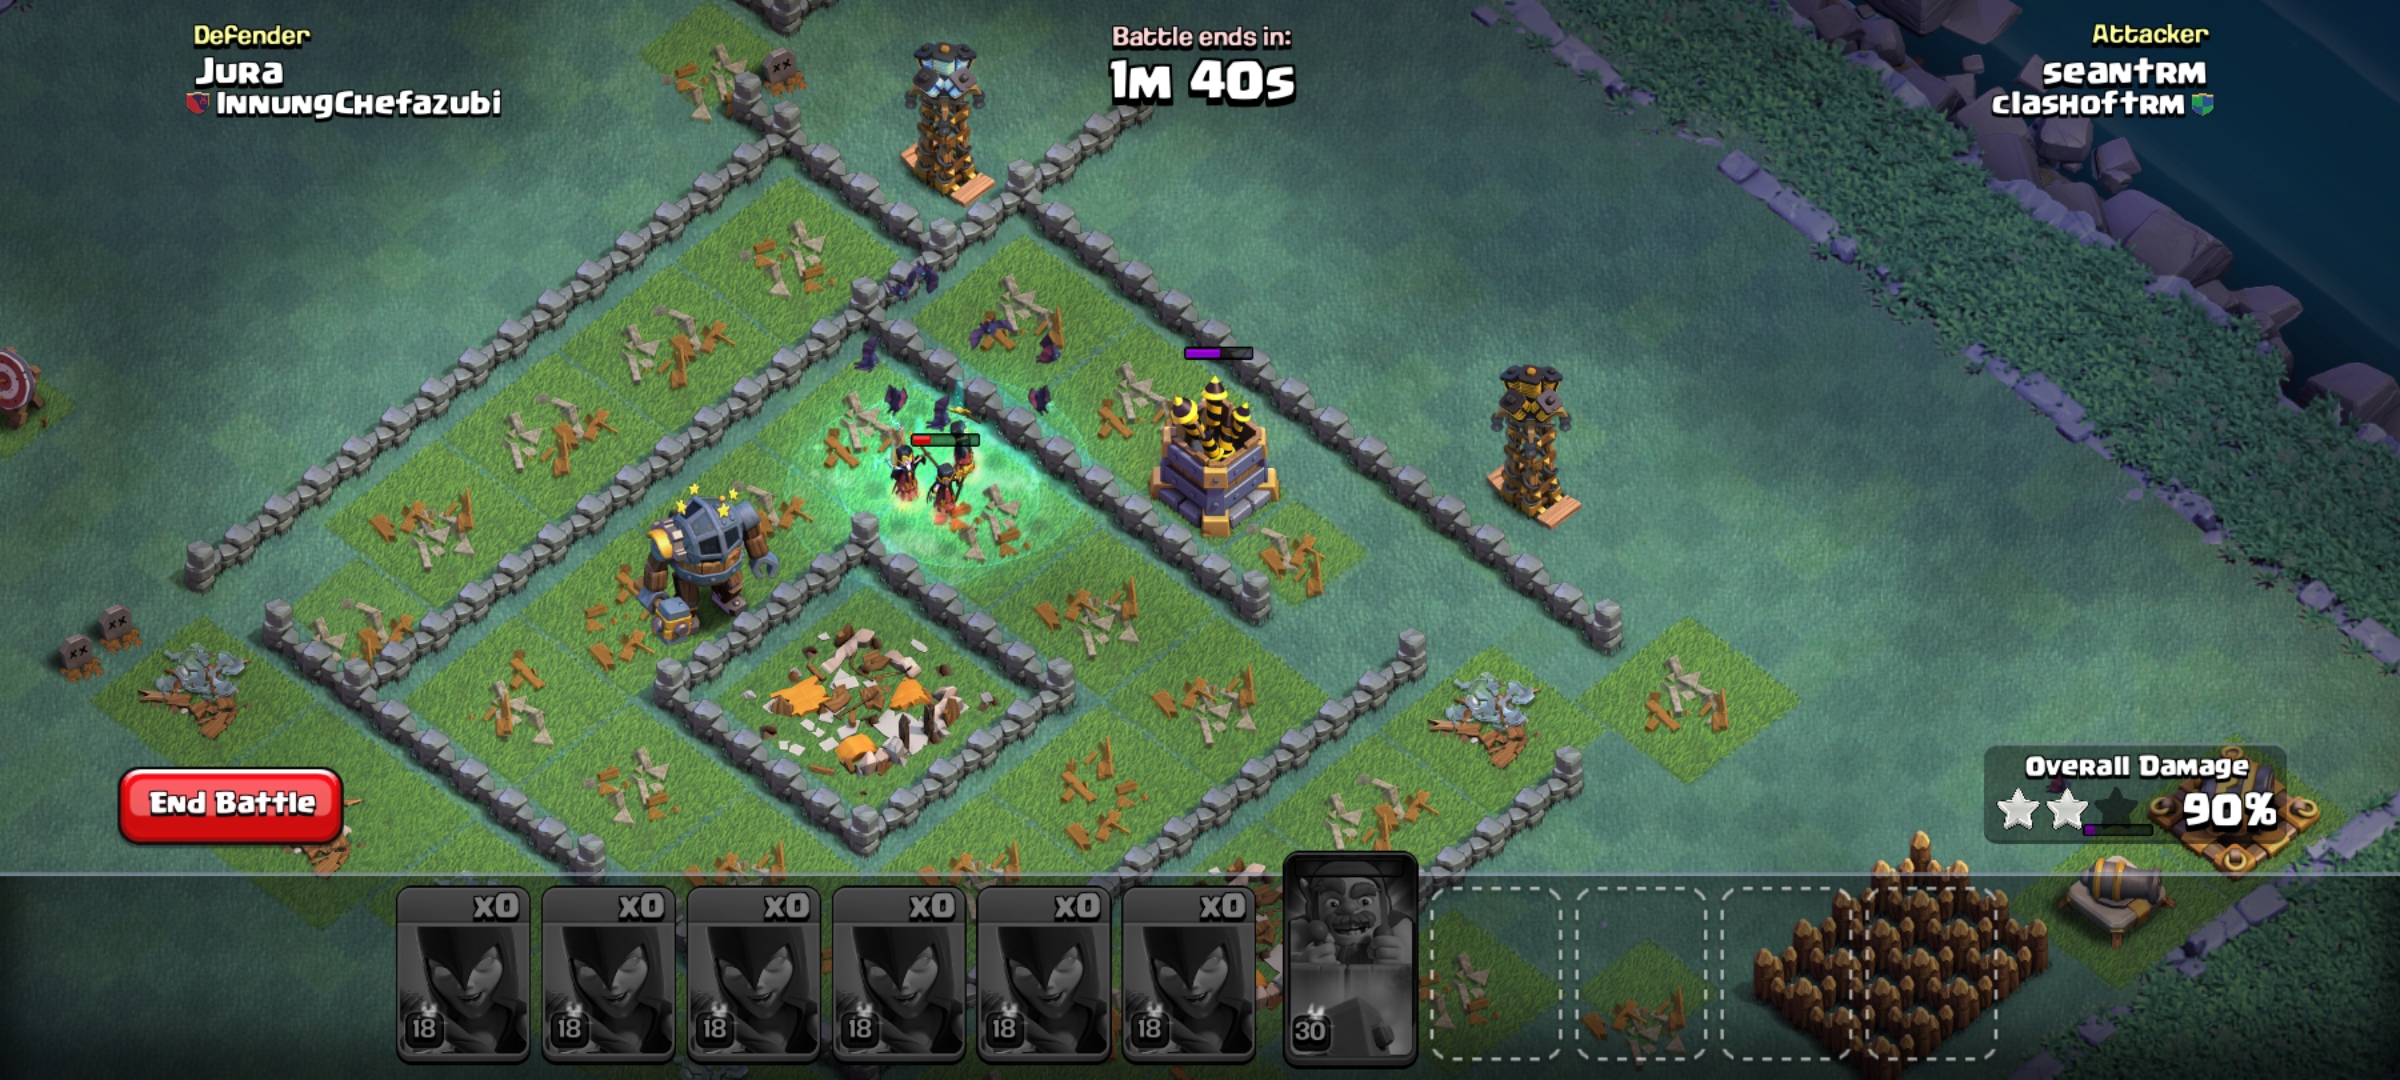 Defender
Jura
InnungChefazubi
Battle ends in:
1M 40s
Attacker
seantRM
clashoftRM
End Battle
Overall Damage
90%
x0
x0
x0
x0
x0
x0
18
18
18
18
18
18
30